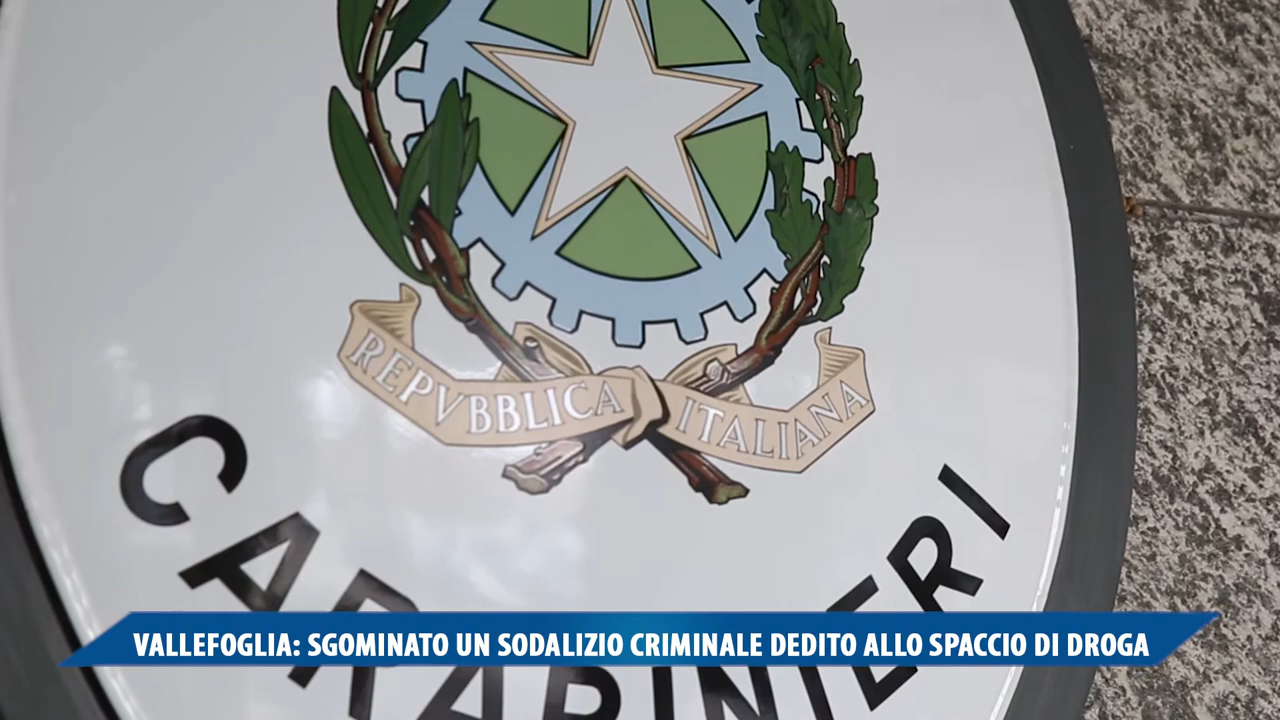 REPVBBLICA ITALIANA
CARABINIERI
VALLEFOGLIA: SGOMINATO UN SODALIZIO CRIMINALE DEDITO ALLO SPACCIO DI DROGA